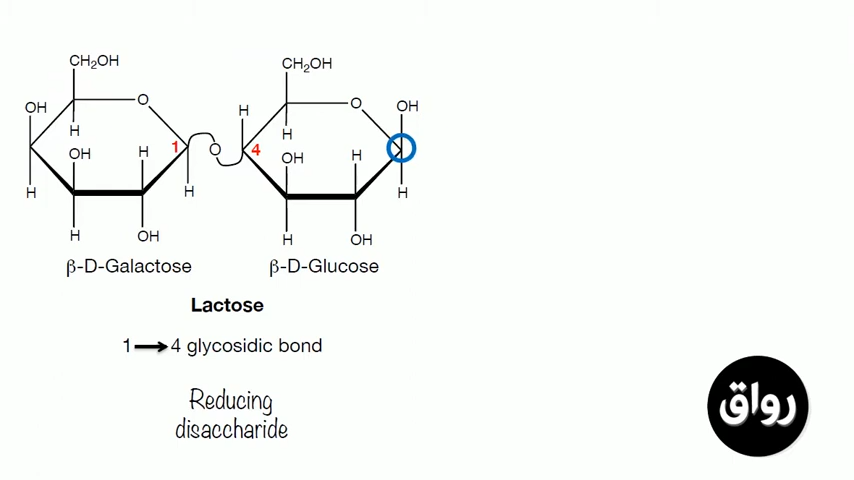 CH₂OH
CH₂OH
O
O
OH
H
OH
OH
H
H
OH
H
1
O
4
OH
H
H
H
H
H
H
OH
H
OH
β-D-Galactose
β-D-Glucose
Lactose
1 → 4 glycosidic bond
Reducing
disaccharide
رواق